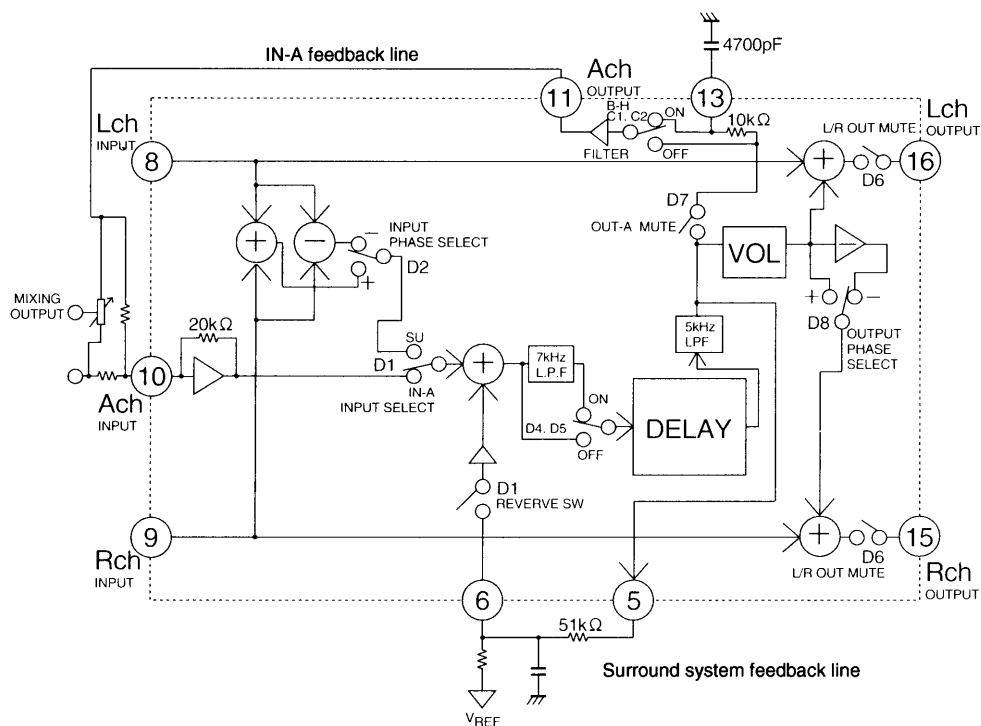 IN-A feedback line
4700pF
Ach
OUTPUT
11
13
B-H
C1. C2
ON
10kΩ
FILTER
OFF
Lch
INPUT
8
L/R OUT MUTE
Lch
OUTPUT
16
D6
+
−
INPUT
PHASE SELECT
−
D2
+
D7
OUT-A MUTE
VOL
+
−
+
−
D8
OUTPUT
PHASE
SELECT
MIXING
OUTPUT
20kΩ
10
Ach
INPUT
SU
D1
IN-A
INPUT SELECT
+
7kHz
L.P.F
5kHz
LPF
ON
D4. D5
OFF
DELAY
D1
REVERVE SW
9
Rch
INPUT
+
D6
L/R OUT MUTE
15
Rch
OUTPUT
6
5
51kΩ
Surround system feedback line
VREF